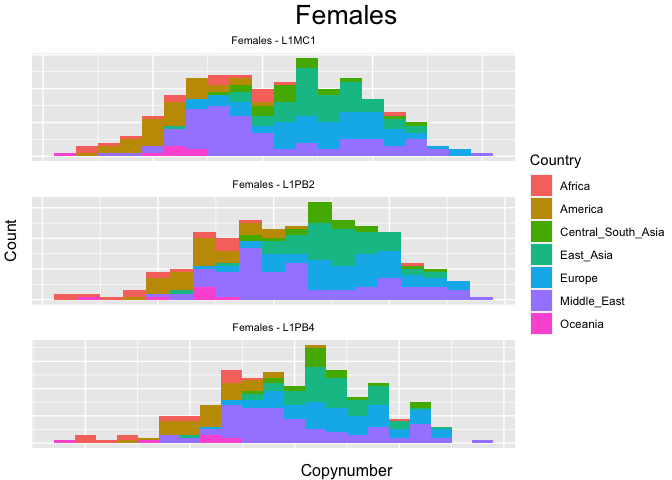 Females
Females - L1MC1
Females - L1PB2
Females - L1PB4
Count
Copynumber
Country
Africa
America
Central_South_Asia
East_Asia
Europe
Middle_East
Oceania